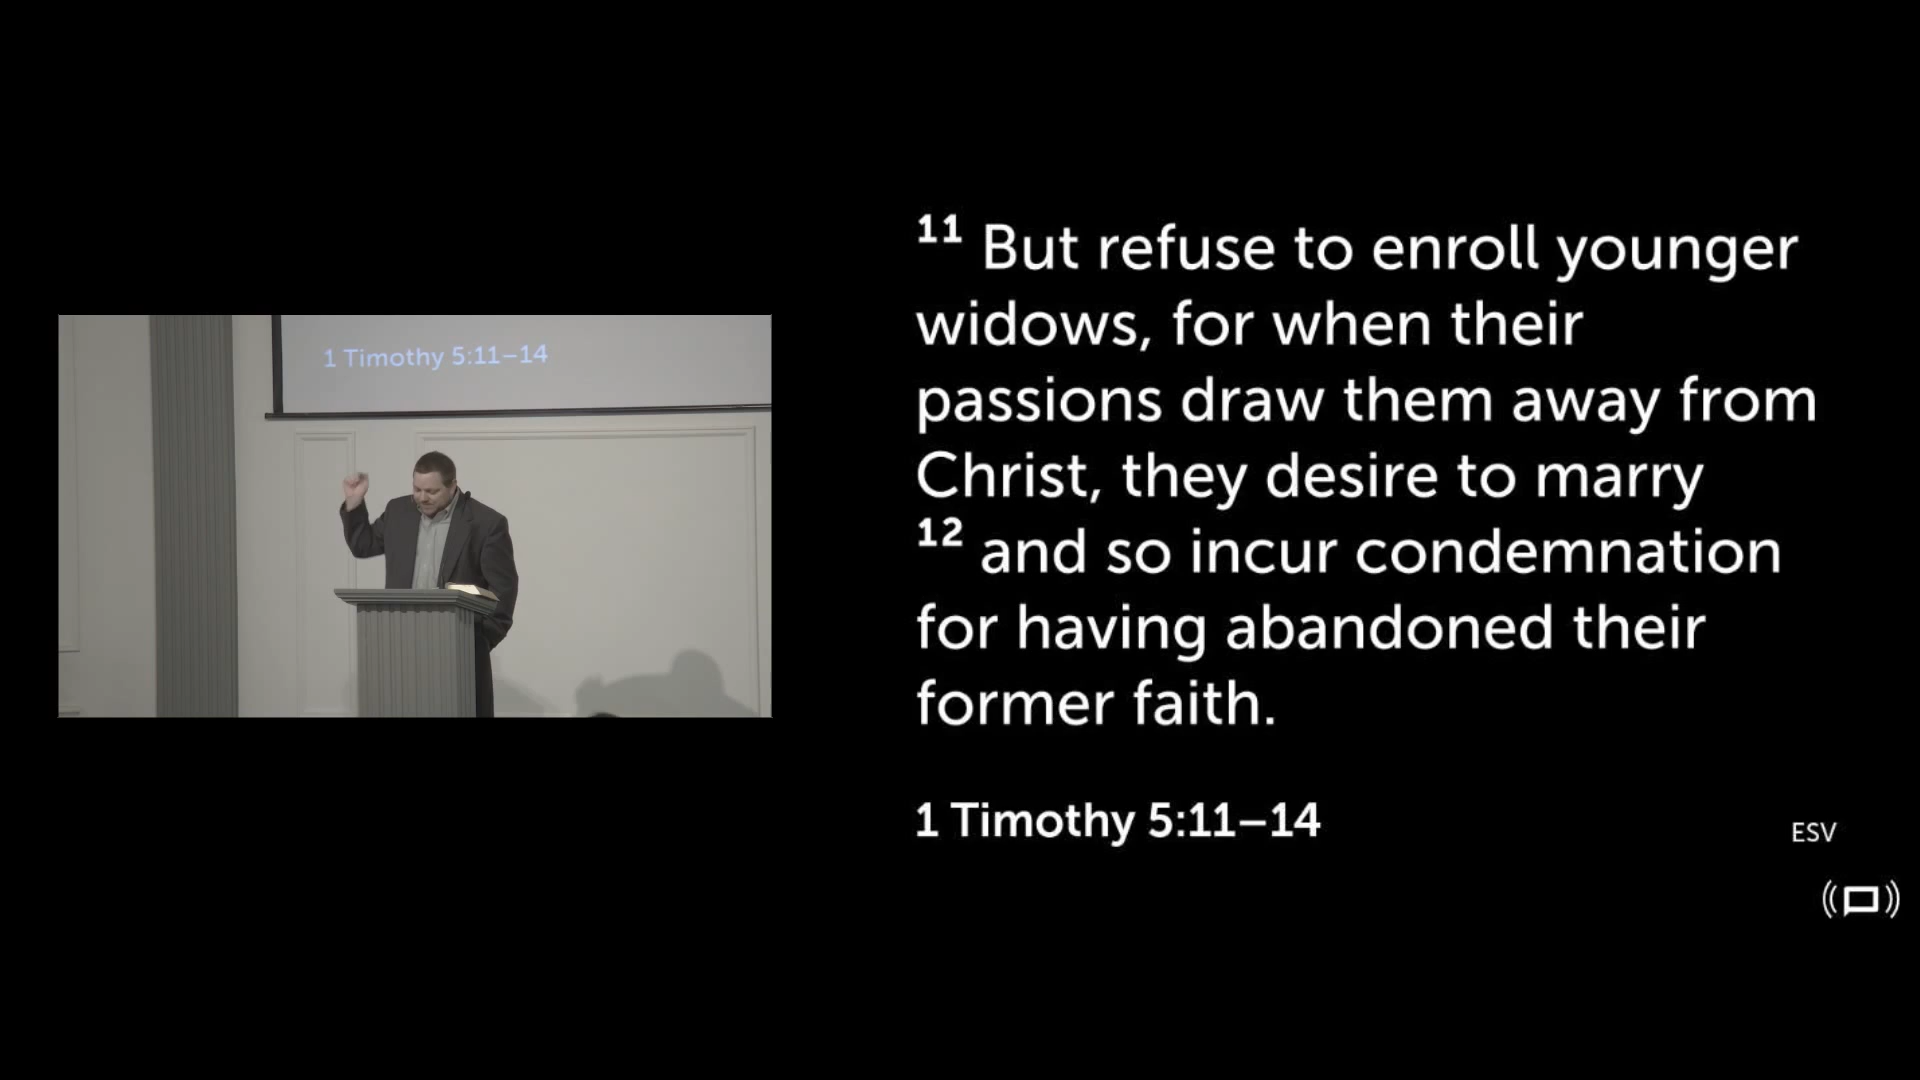 1 Timothy 5:11–14
11 But refuse to enroll younger
widows, for when their
passions draw them away from
Christ, they desire to marry
12 and so incur condemnation
for having abandoned their
former faith.
1 Timothy 5:11–14
ESV